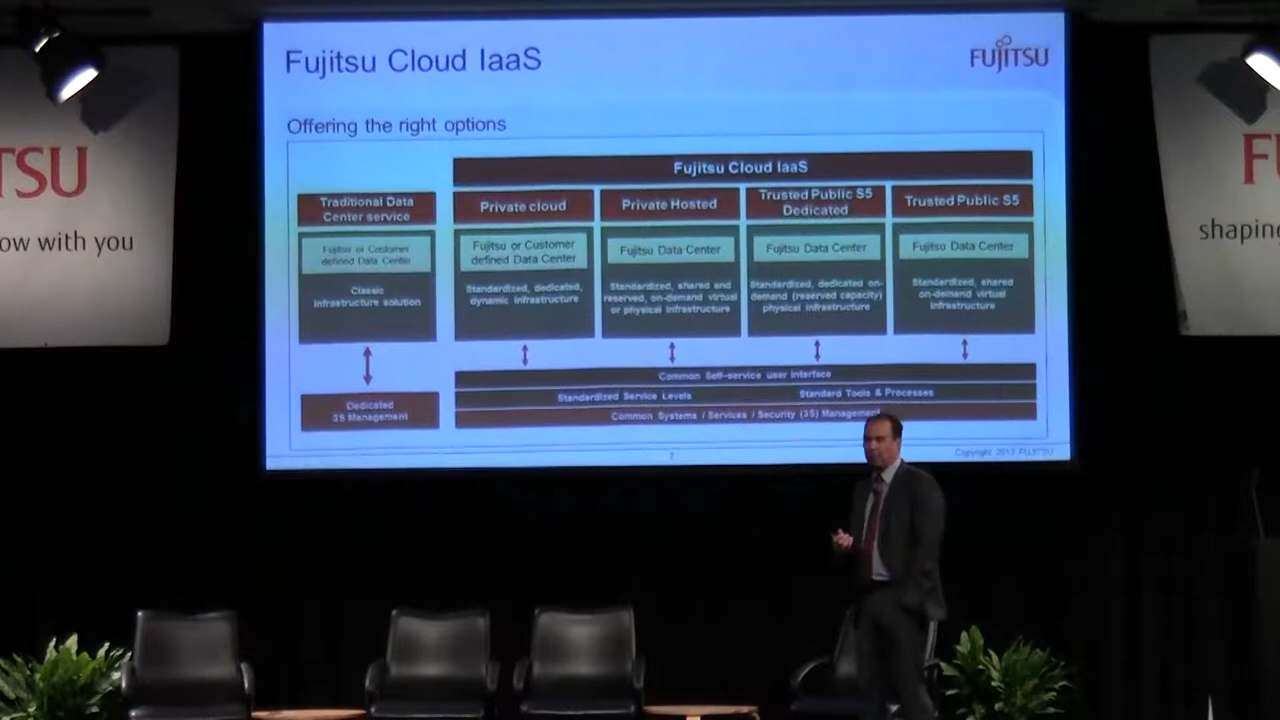 Fujitsu Cloud IaaS
FUJITSU
Offering the right options
Fujitsu Cloud IaaS
Traditional Data
Center service
Private cloud
Private Hosted
Trusted Public S5
Dedicated
Trusted Public S5
Fujitsu or Customer
defined Data Center
Fujitsu or Customer
defined Data Center
Fujitsu Data Center
Fujitsu Data Center
Fujitsu Data Center
Classic
infrastructure solution
Standardized, dedicated,
dynamic infrastructure
Standardized, shared and
reserved, on-demand virtual
or physical infrastructure
Standardized, dedicated on-
demand (reserved capacity)
physical infrastructure
Standardized, shared
on-demand virtual
infrastructure
Common Self-service user interface
Standardized Service Levels
Standard Tools & Processes
Common Systems / Services / Security (3S) Management
Dedicated
3S Management
7
Copyright 2013 FUJITSU
TSU
ow with you
F
shaping